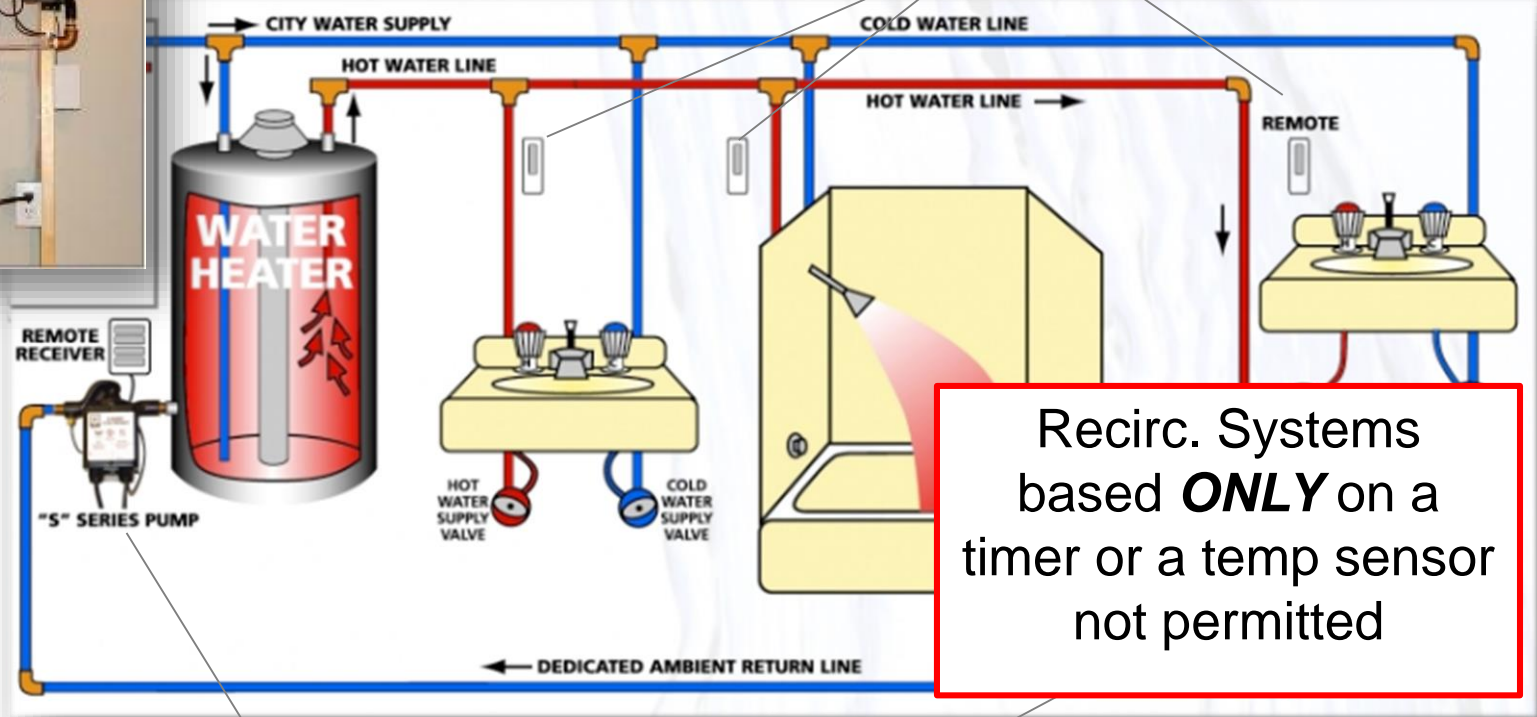 CITY WATER SUPPLY
COLD WATER LINE
HOT WATER LINE
HOT WATER LINE
REMOTE
WATER
HEATER
REMOTE
RECEIVER
"S" SERIES PUMP
HOT
WATER
SUPPLY
VALVE
COLD
WATER
SUPPLY
VALVE
Recirc. Systems
based ONLY on a
timer or a temp sensor
not permitted
DEDICATED AMBIENT RETURN LINE